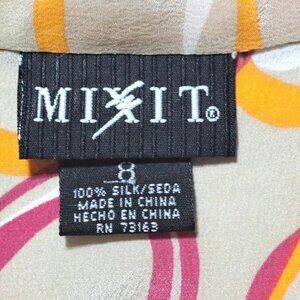 MIXIT®
8
100% SILK/SEDA
MADE IN CHINA
HECHO EN CHINA
RN 73163